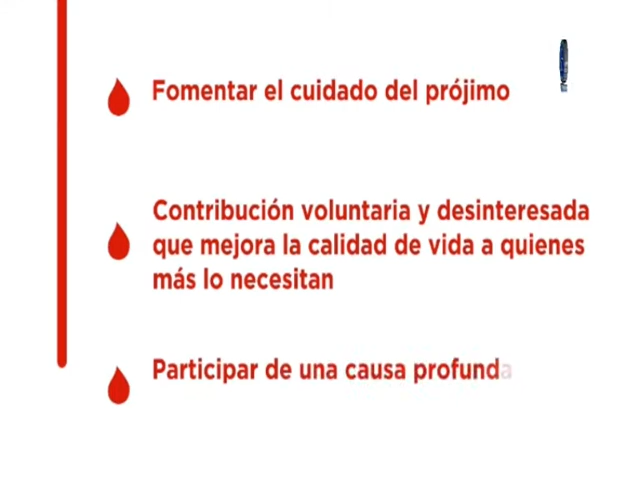 Fomentar el cuidado del prójimo
Contribución voluntaria y desinteresada
que mejora la calidad de vida a quienes
más lo necesitan
Participar de una causa profunda